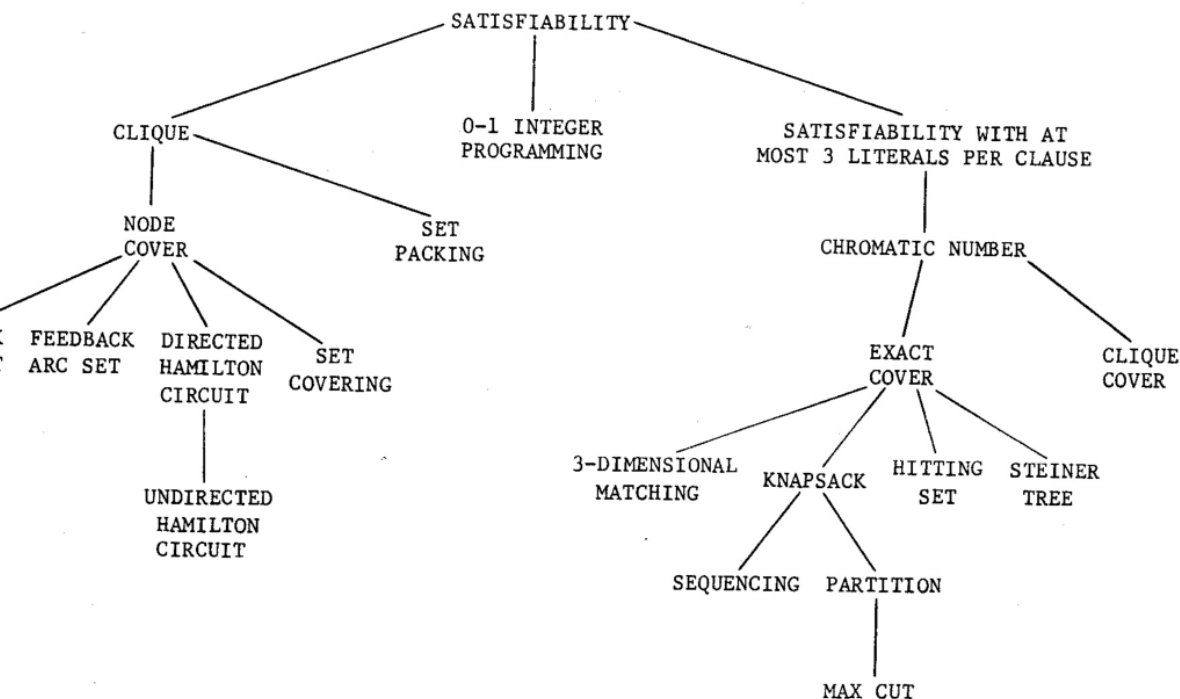 SATISFIABILITY
CLIQUE
0-1 INTEGER
PROGRAMMING
SATISFIABILITY WITH AT
MOST 3 LITERALS PER CLAUSE
NODE
COVER
SET
PACKING
CHROMATIC NUMBER
FEEDBACK
ARC SET
DIRECTED
HAMILTON
CIRCUIT
SET
COVERING
EXACT
COVER
CLIQUE
COVER
3-DIMENSIONAL
MATCHING
KNAPSACK
HITTING
SET
STEINER
TREE
UNDIRECTED
HAMILTON
CIRCUIT
SEQUENCING
PARTITION
MAX CUT